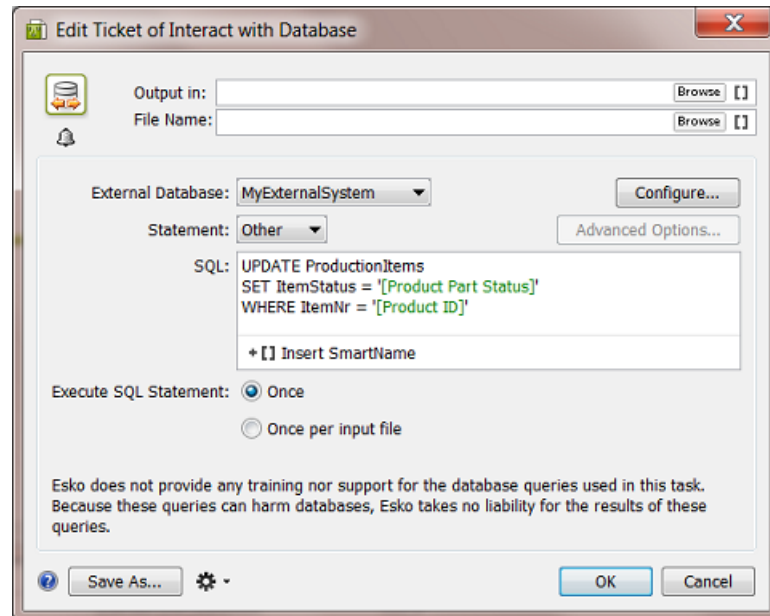 Edit Ticket of Interact with Database
Output in: Browse []
File Name: Browse []
External Database: MyExternalSystem Configure...
Statement: Other Advanced Options...
SQL: UPDATE ProductionItems
SET ItemStatus = '[Product Part Status]'
WHERE ItemNr = '[Product ID]'
+[] Insert SmartName
Execute SQL Statement: Once
Once per input file
Esko does not provide any training nor support for the database queries used in this task.
Because these queries can harm databases, Esko takes no liability for the results of these
queries.
? Save As... OK Cancel